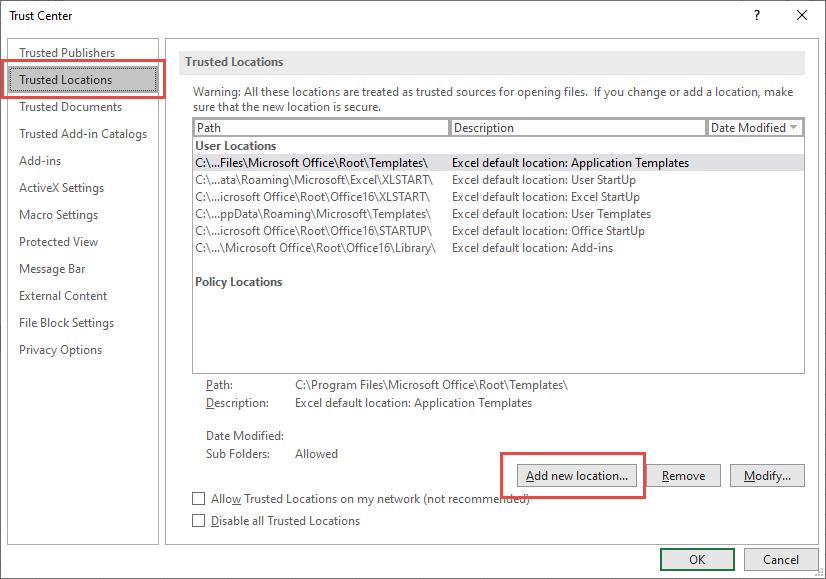 Trust Center
?
Trusted Publishers
Trusted Locations
Trusted Documents
Trusted Add-in Catalogs
Add-ins
ActiveX Settings
Macro Settings
Protected View
Message Bar
External Content
File Block Settings
Privacy Options
Trusted Locations
Warning: All these locations are treated as trusted sources for opening files.  If you change or add a location, make
sure that the new location is secure.
Path Description Date Modified
User Locations
C:\...Files\Microsoft Office\Root\Templates\ Excel default location: Application Templates
C:\...ata\Roaming\Microsoft\Excel\XLSTART\ Excel default location: User StartUp
C:\...icrosoft Office\Root\Office16\XLSTART\ Excel default location: Excel StartUp
C:\...ppData\Roaming\Microsoft\Templates\ Excel default location: User Templates
C:\...icrosoft Office\Root\Office16\STARTUP\ Excel default location: Office StartUp
C:\...\Microsoft Office\Root\Office16\Library\ Excel default location: Add-ins
Policy Locations
Path: C:\Program Files\Microsoft Office\Root\Templates\
Description: Excel default location: Application Templates
Date Modified:
Sub Folders: Allowed
Add new location... Remove Modify...
Allow Trusted Locations on my network (not recommended)
Disable all Trusted Locations
OK Cancel